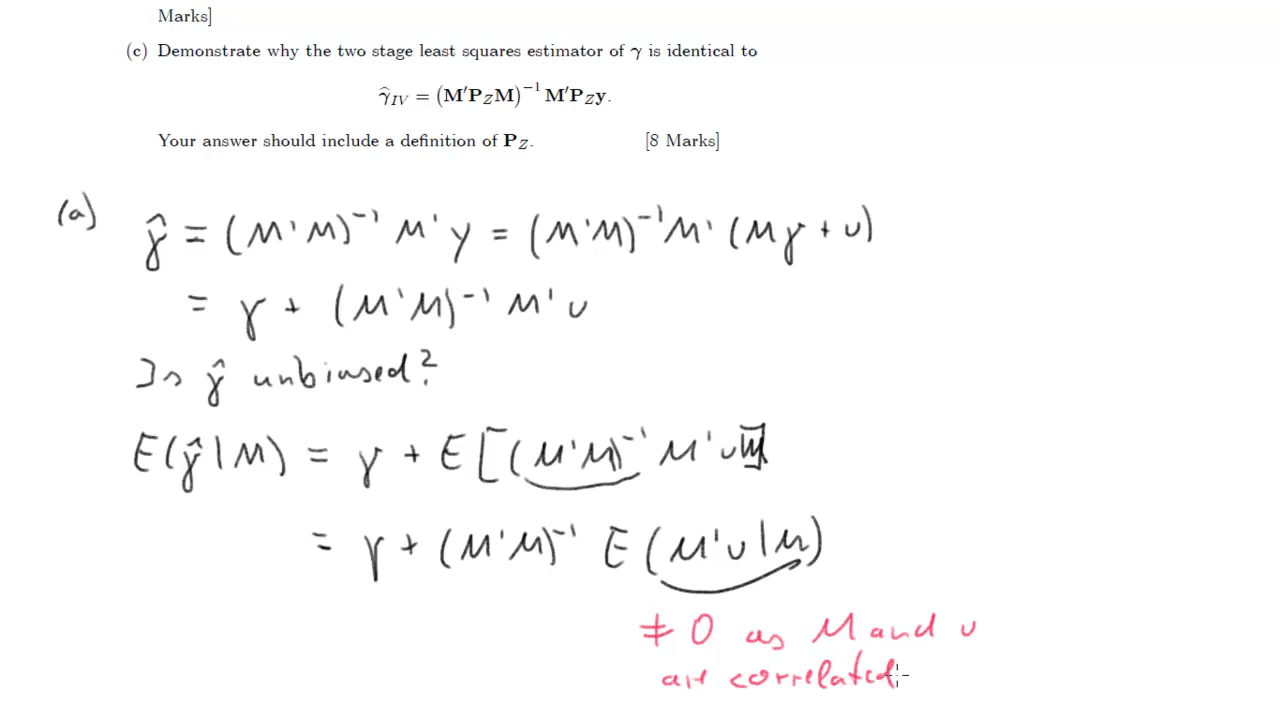 Marks]
(c) Demonstrate why the two stage least squares estimator of γ is identical to
γ̂_IV = (M′P_Z M)⁻¹ M′P_Z y.
Your answer should include a definition of P_Z. [8 Marks]
(a) γ̂ = (M'M)⁻¹ M'y = (M'M)⁻¹ M' (Mγ + u)
= γ + (M'M)⁻¹ M'u
Is γ̂ unbiased?
E(γ̂ | M) = γ + E[(M'M)⁻¹ M'u
= γ + (M'M)⁻¹ E (M'u | M)
≠ 0 as M and u
are correlated